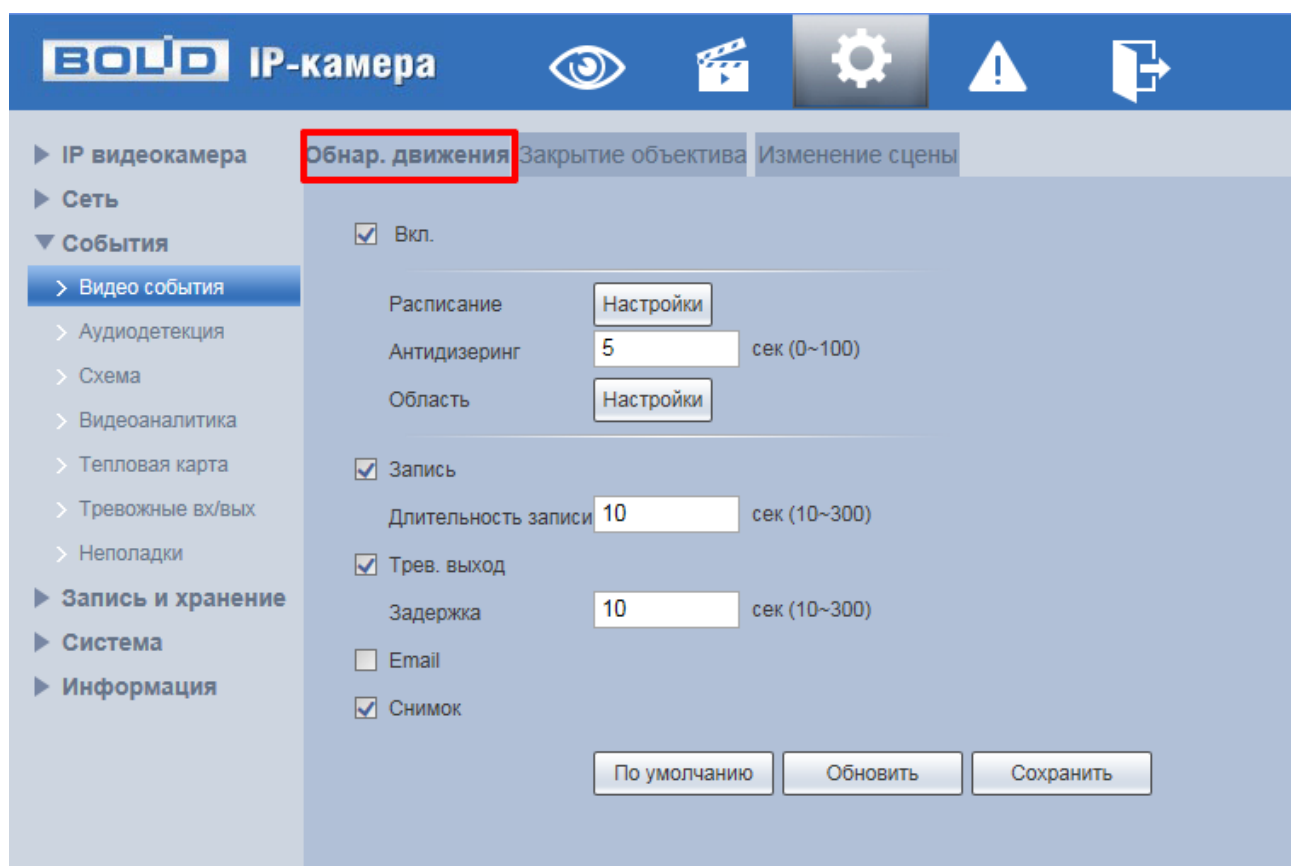 BOLID IP-камера
IP видеокамера
Сеть
События
Видео события
Аудиодетекция
Схема
Видеоаналитика
Тепловая карта
Тревожные вх/вых
Неполадки
Запись и хранение
Система
Информация
Обнар. движения Закрытие объектива Изменение сцены
Вкл.
Расписание Настройки
Антидизеринг 5 сек (0~100)
Область Настройки
Запись
Длительность записи 10 сек (10~300)
Трев. выход
Задержка 10 сек (10~300)
Email
Снимок
По умолчанию Обновить Сохранить